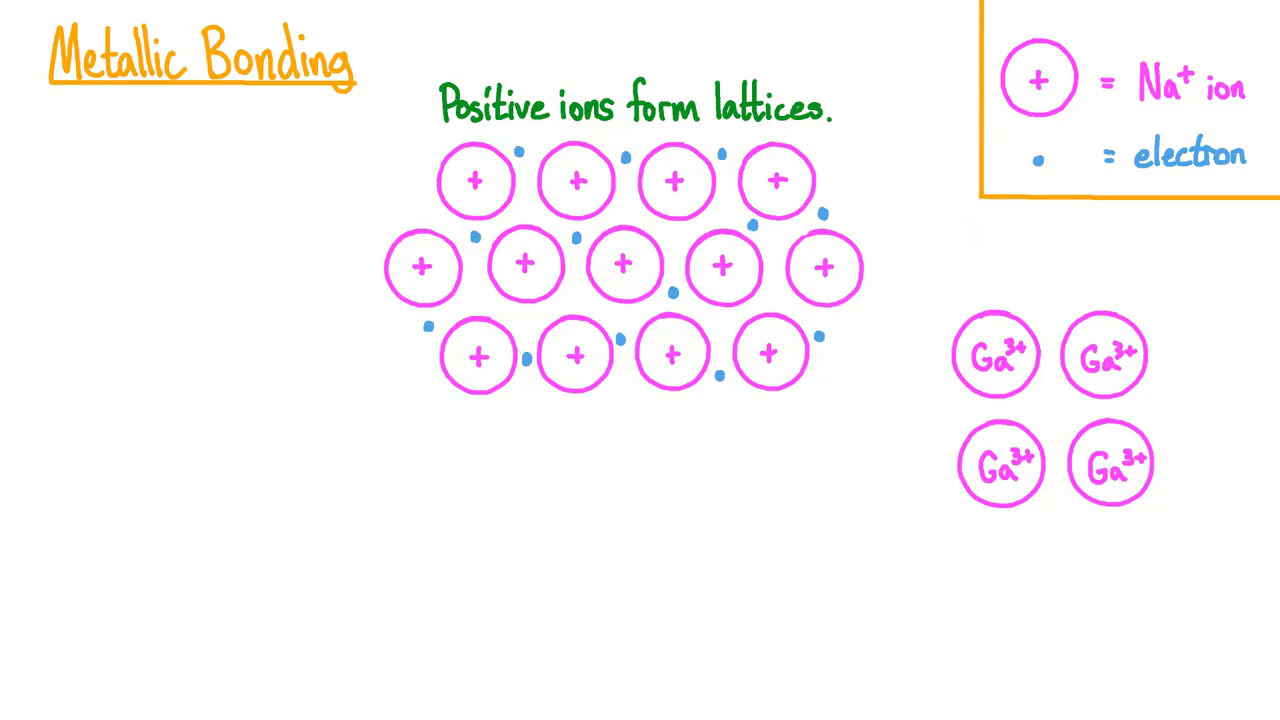 Metallic Bonding
Positive ions form lattices.
+ = Na⁺ ion
• = electron
+ + + +
+ + + + +
+ + + +
Ga³⁺ Ga³⁺
Ga³⁺ Ga³⁺